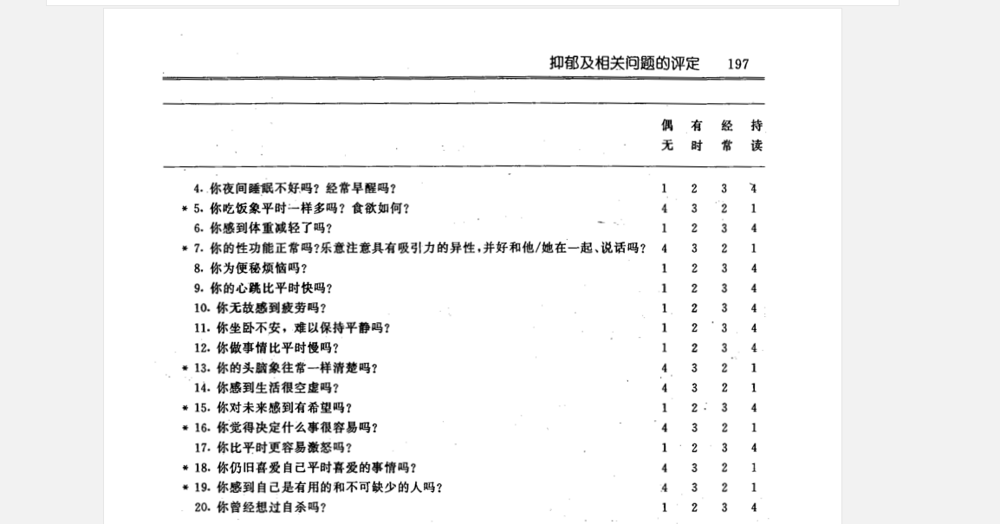 抑郁及相关问题的评定 197
偶 有 经 持
无 时 常 读
4. 你夜间睡眠不好吗？经常早醒吗？ 1 2 3 4
* 5. 你吃饭象平时一样多吗？食欲如何？ 4 3 2 1
6. 你感到体重减轻了吗？ 1 2 3 4
* 7. 你的性功能正常吗？乐意注意具有吸引力的异性，并好和他/她在一起、说话吗？ 4 3 2 1
8. 你为便秘烦恼吗？ 1 2 3 4
9. 你的心跳比平时快吗？ 1 2 3 4
10. 你无故感到疲劳吗？ 1 2 3 4
11. 你坐卧不安，难以保持平静吗？ 1 2 3 4
12. 你做事情比平时慢吗？ 1 2 3 4
* 13. 你的头脑象往常一样清楚吗？ 4 3 2 1
14. 你感到生活很空虚吗？ 4 3 2 1
* 15. 你对未来感到有希望吗？ 1 2 3 4
* 16. 你觉得决定什么事很容易吗？ 4 3 2 1
17. 你比平时更容易激怒吗？ 1 2 3 4
* 18. 你仍旧喜爱自己平时喜爱的事情吗？ 4 3 2 1
* 19. 你感到自己是有用的和不可缺少的人吗？ 4 3 2 1
20. 你曾经想过自杀吗？ 1 2 3 4